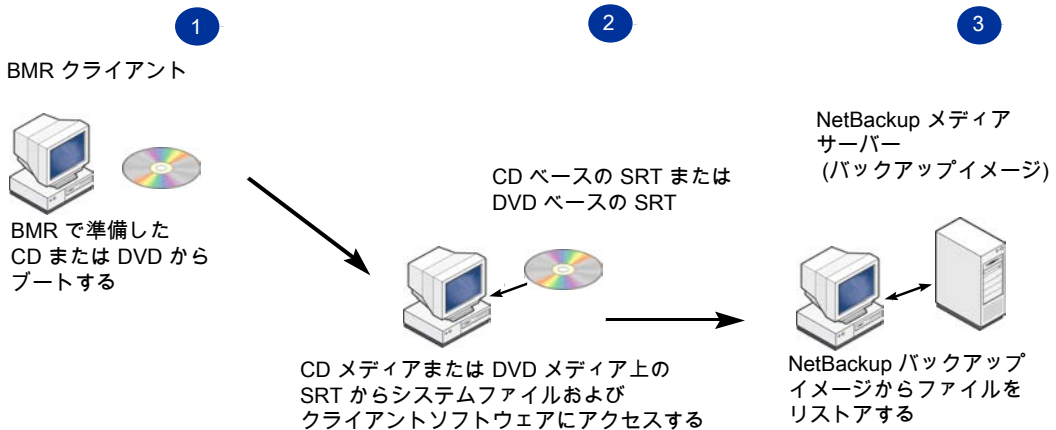 1
BMR クライアント
BMR で準備した
CD または DVD から
ブートする
2
CD ベースの SRT または
DVD ベースの SRT
CD メディアまたは DVD メディア上の
SRT からシステムファイルおよび
クライアントソフトウェアにアクセスする
3
NetBackup メディア
サーバー
(バックアップイメージ)
NetBackup バックアップ
イメージからファイルを
リストアする